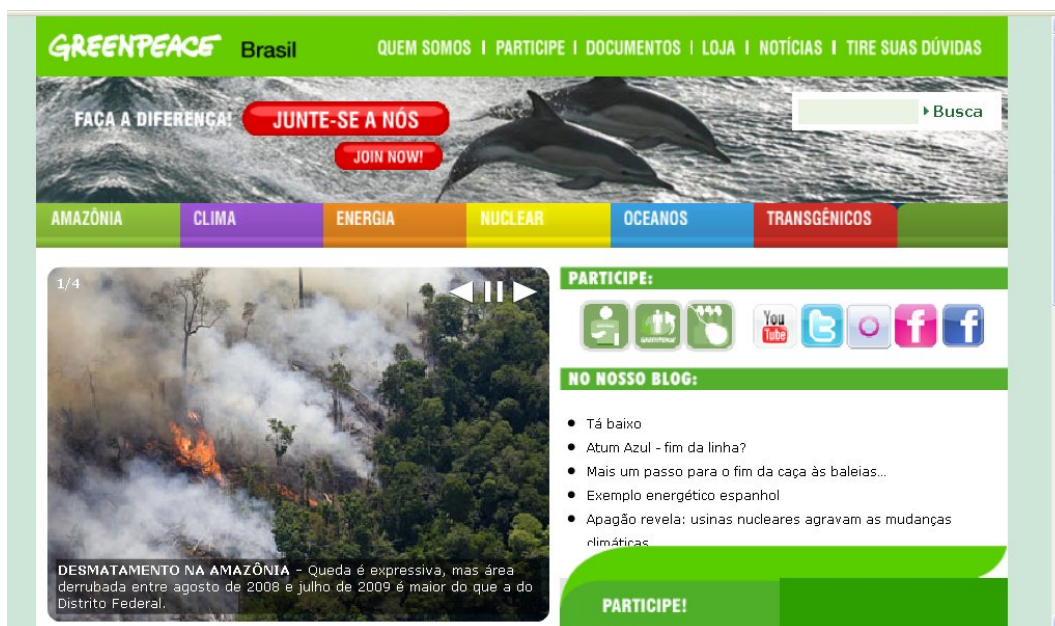 GREENPEACE Brasil
QUEM SOMOS | PARTICIPE | DOCUMENTOS | LOJA | NOTÍCIAS | TIRE SUAS DÚVIDAS
FAÇA A DIFERENÇA!
JUNTE-SE A NÓS
JOIN NOW!
Busca
AMAZÔNIA
CLIMA
ENERGIA
NUCLEAR
OCEANOS
TRANSGÊNICOS
1/4
DESMATAMENTO NA AMAZÔNIA – Queda é expressiva, mas área
derrubada entre agosto de 2008 e julho de 2009 é maior do que a do
Distrito Federal.
PARTICIPE:
You
Tube
NO NOSSO BLOG:
Tá baixo
Atum Azul - fim da linha?
Mais um passo para o fim da caça às baleias...
Exemplo energético espanhol
Apagão revela: usinas nucleares agravam as mudanças
climáticas
PARTICIPE!